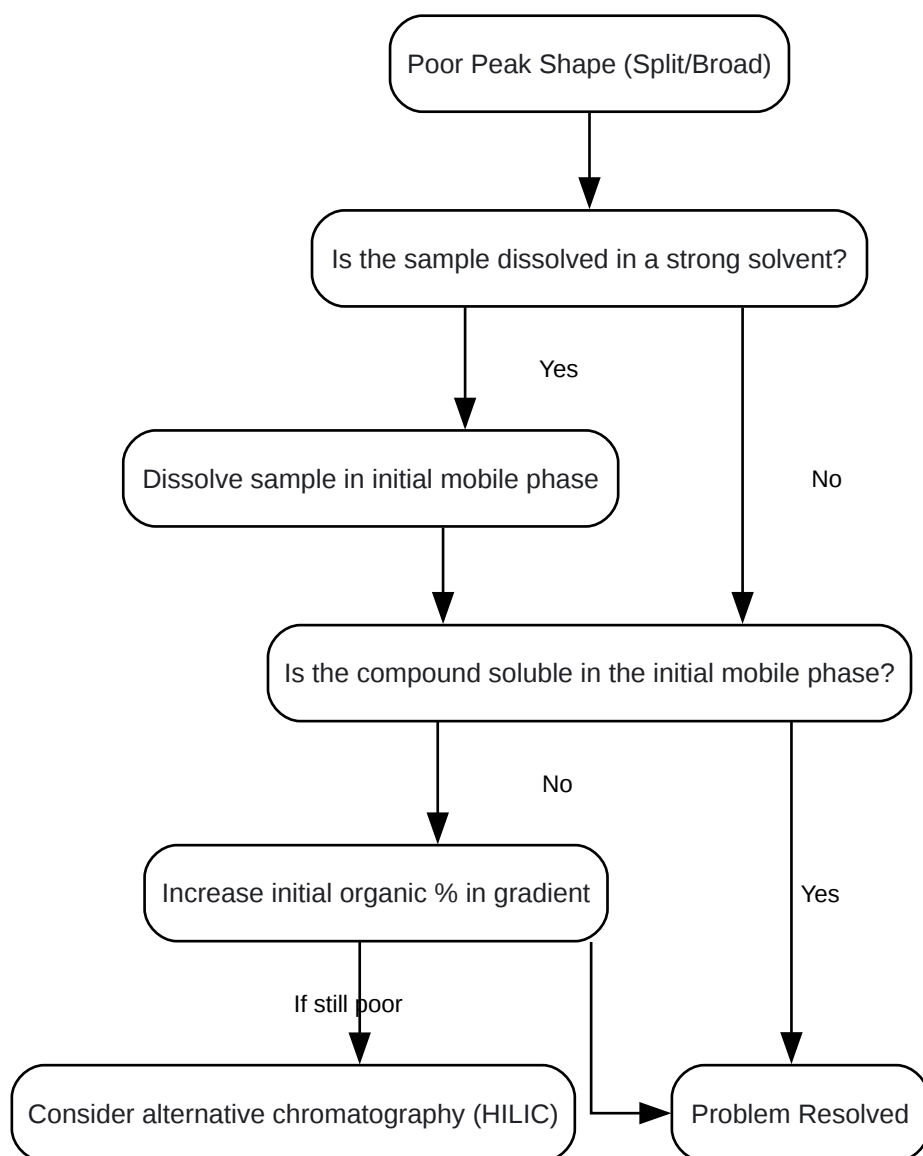 Poor Peak Shape (Split/Broad)
Is the sample dissolved in a strong solvent?
Yes
Dissolve sample in initial mobile phase
No
Is the compound soluble in the initial mobile phase?
No
Increase initial organic % in gradient
Yes
If still poor
Consider alternative chromatography (HILIC)
Problem Resolved